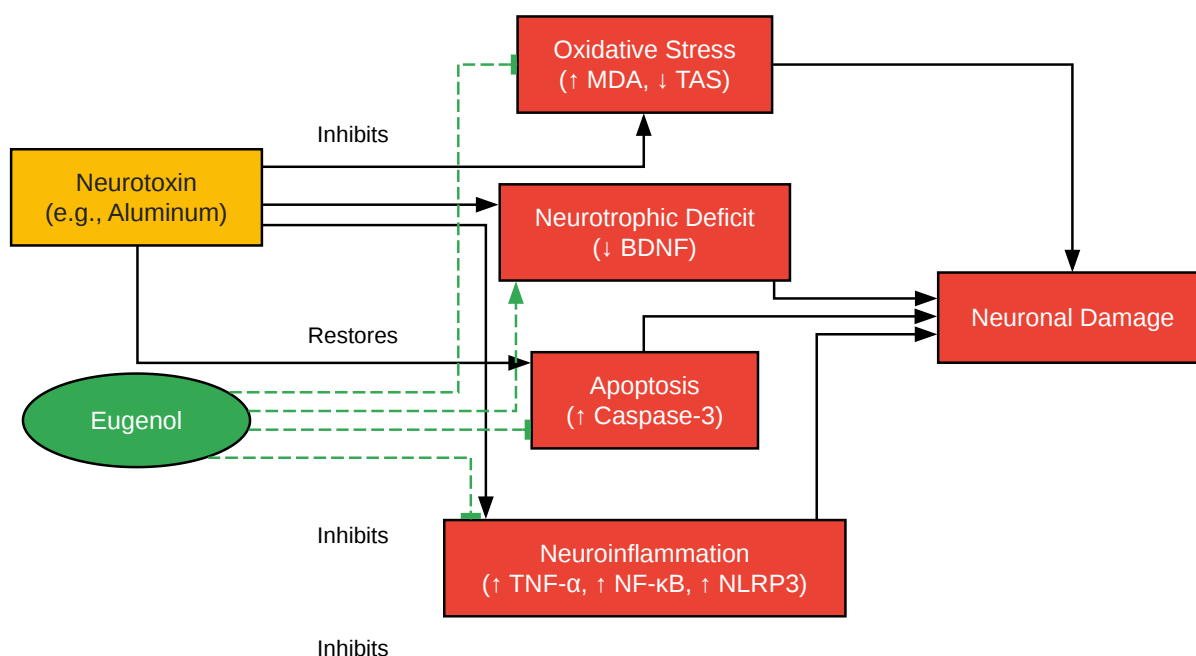 Oxidative Stress
(↑ MDA, ↓ TAS)
Inhibits
Neurotoxin
(e.g., Aluminum)
Neurotrophic Deficit
(↓ BDNF)
Neuronal Damage
Restores
Apoptosis
(↑ Caspase-3)
Eugenol
Inhibits
Neuroinflammation
(↑ TNF-α, ↑ NF-κB, ↑ NLRP3)
Inhibits